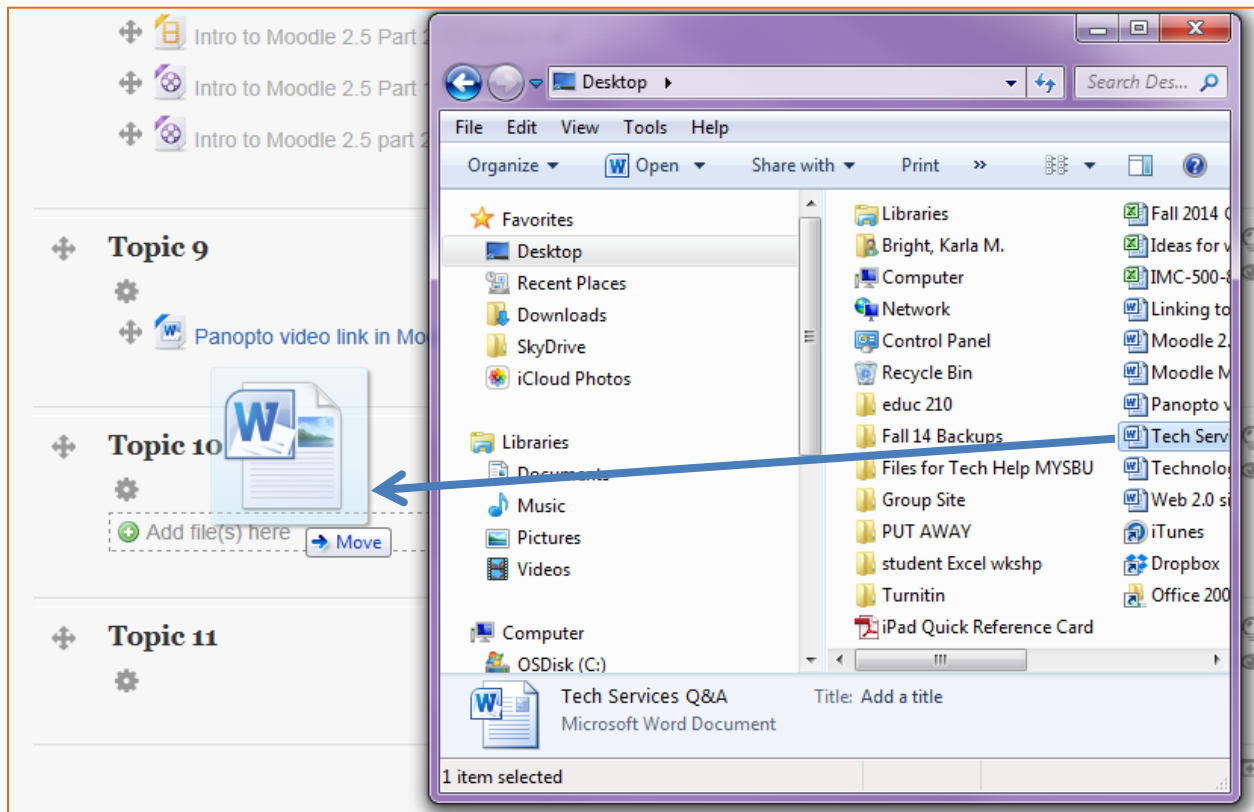 Intro to Moodle 2.5 Part 2
Intro to Moodle 2.5 Part
Intro to Moodle 2.5 part 2
Topic 9
Panopto video link in Mo
Topic 10
Add file(s) here
Move
Topic 11
Desktop
Search Des...
File Edit View Tools Help
Organize Open Share with Print »
Favorites
Desktop
Recent Places
Downloads
SkyDrive
iCloud Photos
Libraries
Documents
Music
Pictures
Videos
Computer
OSDisk (C:)
Libraries
Bright, Karla M.
Computer
Network
Control Panel
Recycle Bin
educ 210
Fall 14 Backups
Files for Tech Help MYSBU
Group Site
PUT AWAY
student Excel wkshp
Turnitin
iPad Quick Reference Card
Fall 2014
Ideas for
IMC-500-
Linking to
Moodle 2.
Moodle M
Panopto v
Tech Serv
Technolog
Web 2.0 si
iTunes
Dropbox
Office 200
Tech Services Q&A Title: Add a title
Microsoft Word Document
1 item selected